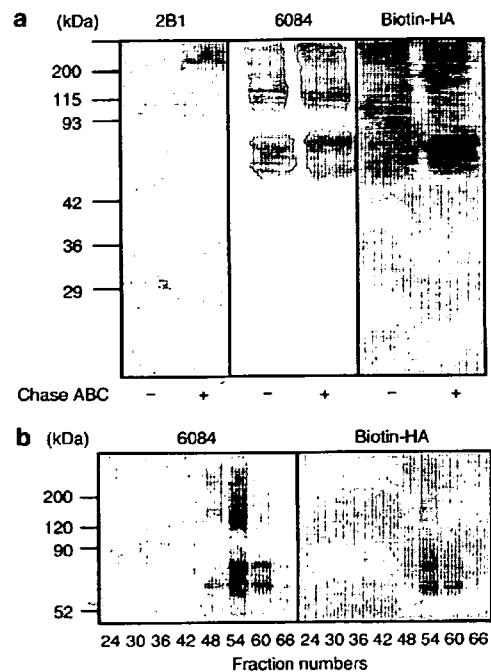 a (kDa) 2B1 6084 Biotin-HA
200
115
93
42
36
29
Chase ABC − + − + − +
b (kDa) 6084 Biotin-HA
200
120
90
52
24 30 36 42 48 54 60 66 24 30 36 42 48 54 60 66
Fraction numbers